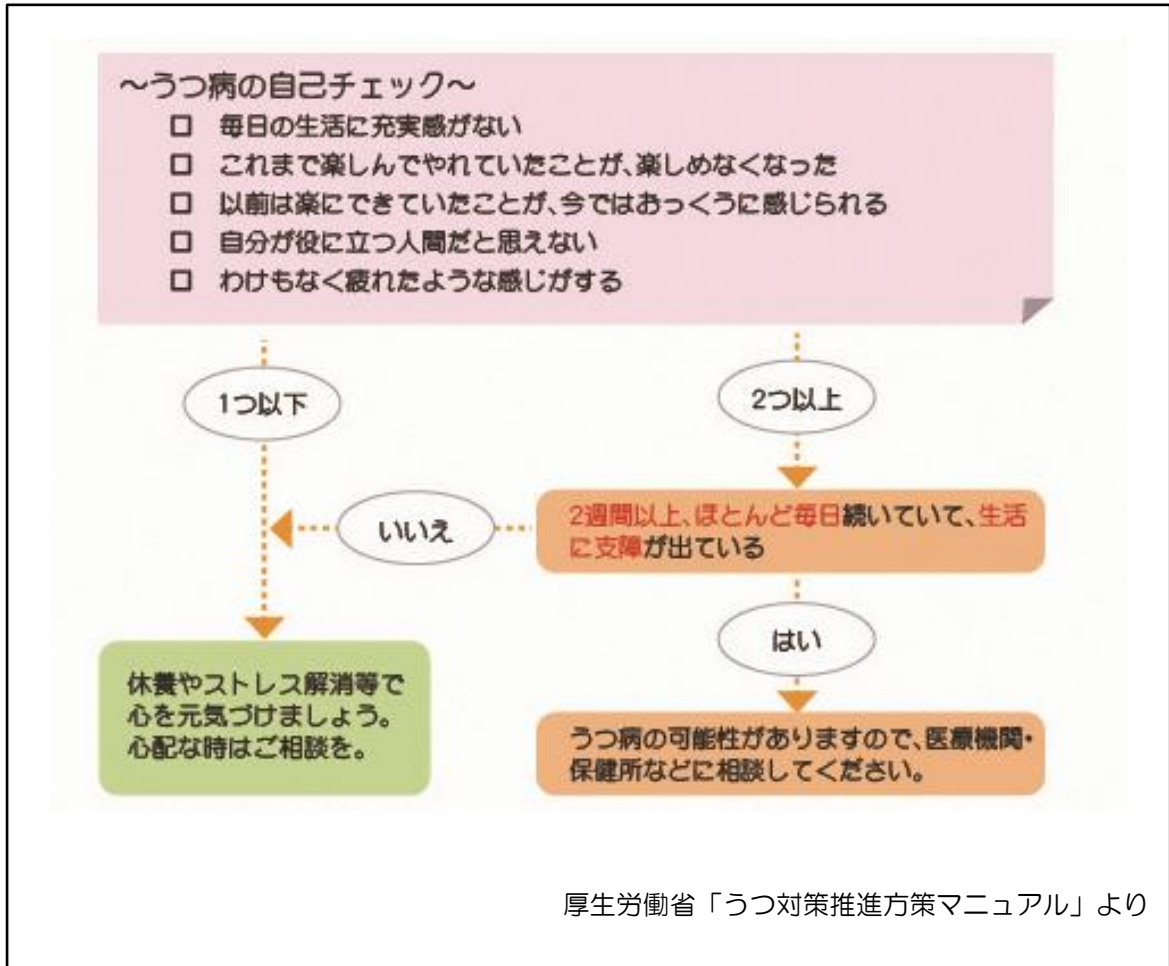 ～うつ病の自己チェック～
□ 毎日の生活に充実感がない
□ これまで楽しんでやれていたことが、楽しめなくなった
□ 以前は楽にできていたことが、今ではおっくうに感じられる
□ 自分が役に立つ人間だと思えない
□ わけもなく疲れたような感じがする
1つ以下
2つ以上
いいえ
2週間以上、ほとんど毎日続いていて、生活
に支障が出ている
はい
休養やストレス解消等で
心を元気づけましょう。
心配な時はご相談を。
うつ病の可能性がありますので、医療機関・
保健所などに相談してください。
厚生労働省「うつ対策推進方策マニュアル」より